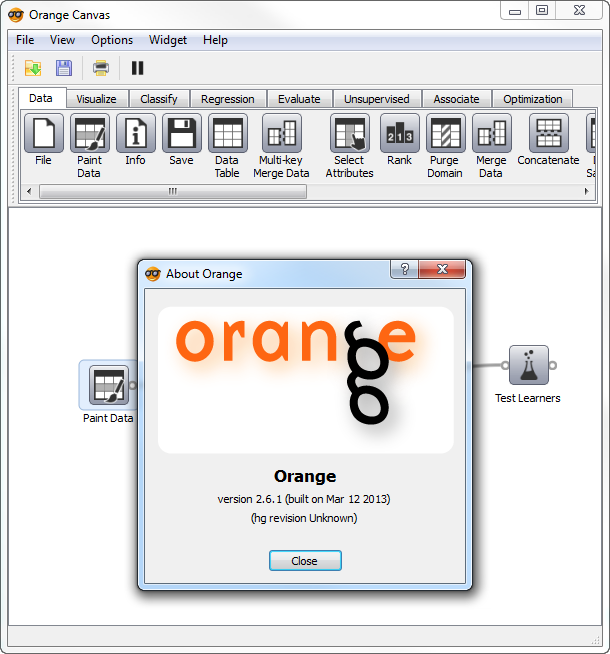 Orange Canvas
File View Options Widget Help
Data Visualize Classify Regression Evaluate Unsupervised Associate Optimization
File Paint Data Info Save Data Table Multi-key Merge Data Select Attributes Rank Purge Domain Merge Data Concatenate
About Orange
orange
Paint Data
Test Learners
Orange
version 2.6.1 (built on Mar 12 2013)
(hg revision Unknown)
Close